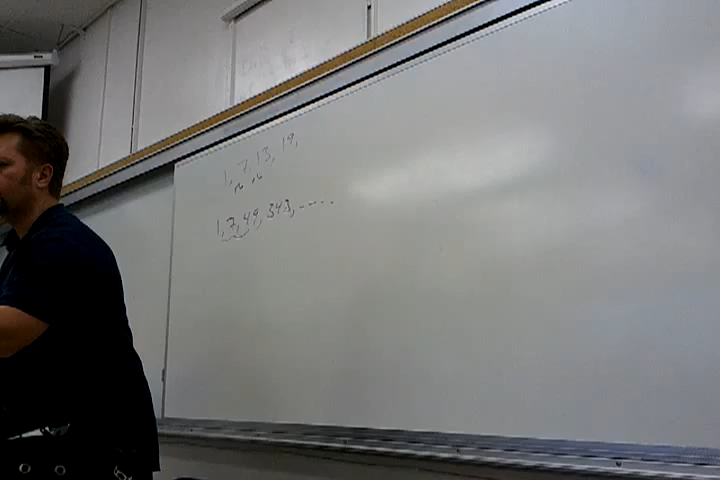 1, 7, 13, 19,
1, 7, 49, 343, .....